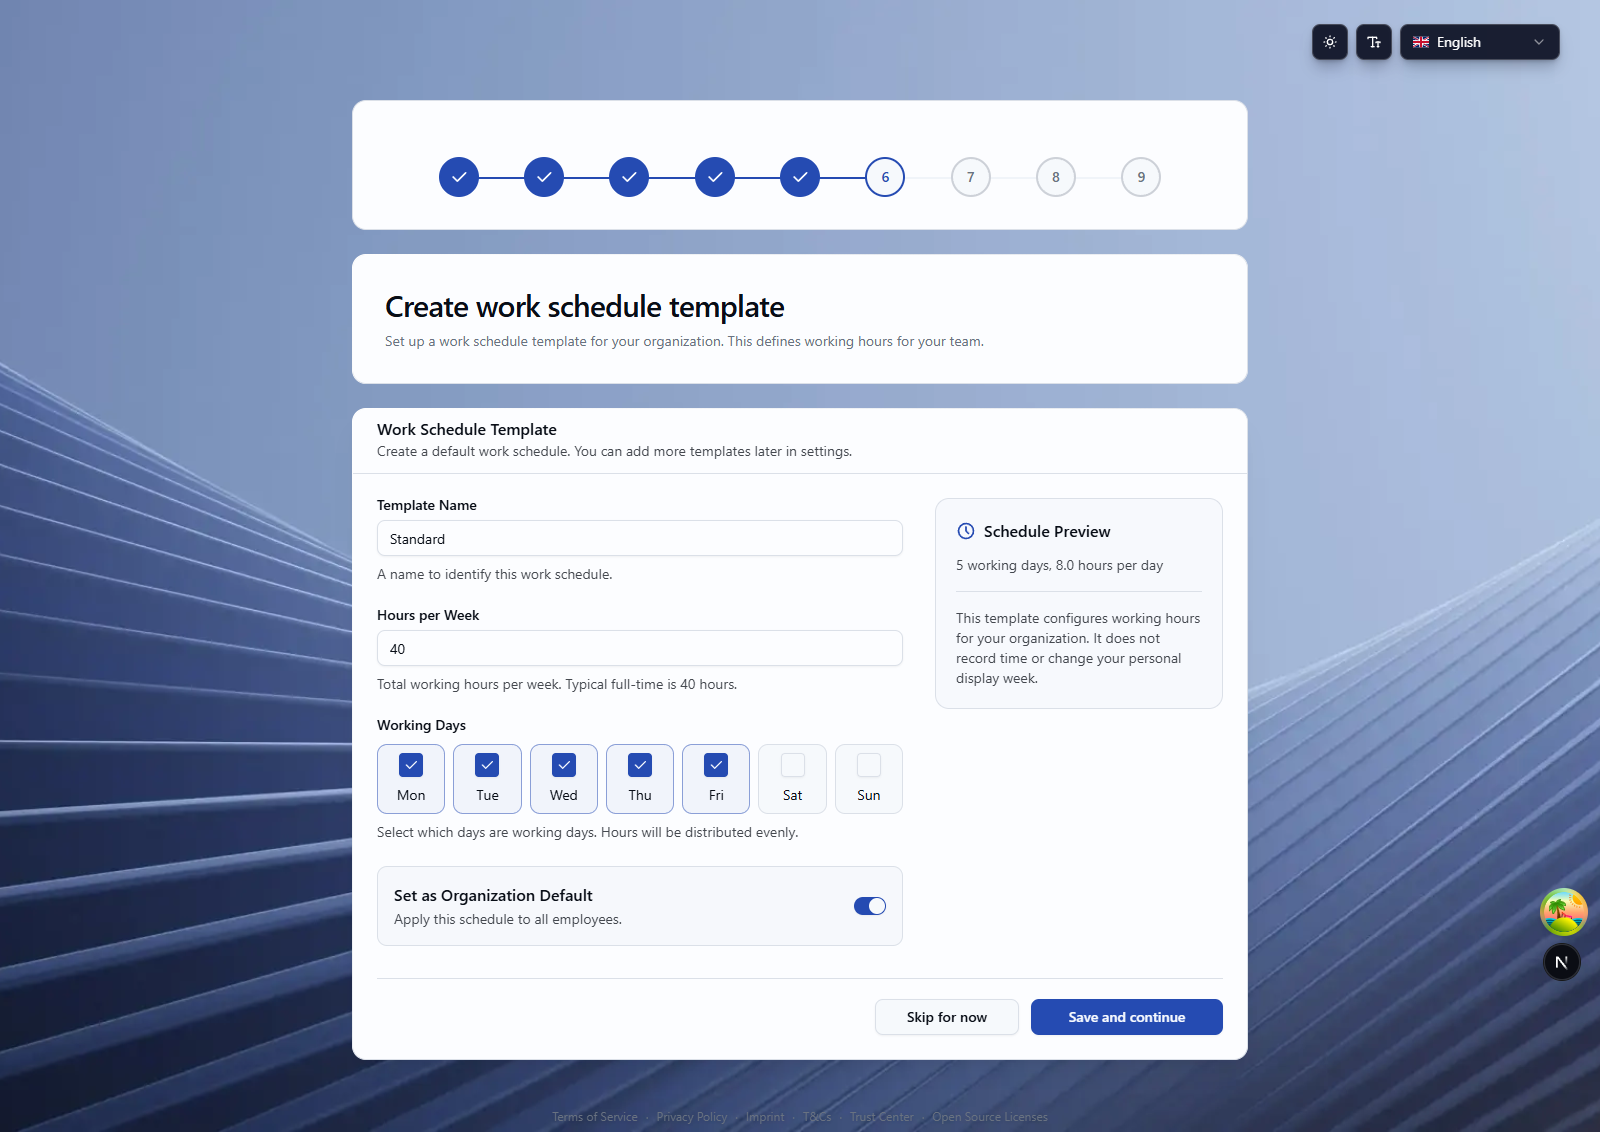 English
6
7
8
9
Create work schedule template
Set up a work schedule template for your organization. This defines working hours for your team.
Work Schedule Template
Create a default work schedule. You can add more templates later in settings.
Template Name
Standard
A name to identify this work schedule.
Hours per Week
40
Total working hours per week. Typical full-time is 40 hours.
Working Days
Mon Tue Wed Thu Fri Sat Sun
Select which days are working days. Hours will be distributed evenly.
Set as Organization Default
Apply this schedule to all employees.
Schedule Preview
5 working days, 8.0 hours per day
This template configures working hours
for your organization. It does not
record time or change your personal
display week.
Skip for now
Save and continue
N
Terms of Service · Privacy Policy · Imprint · T&Cs · Trust Center · Open Source Licenses